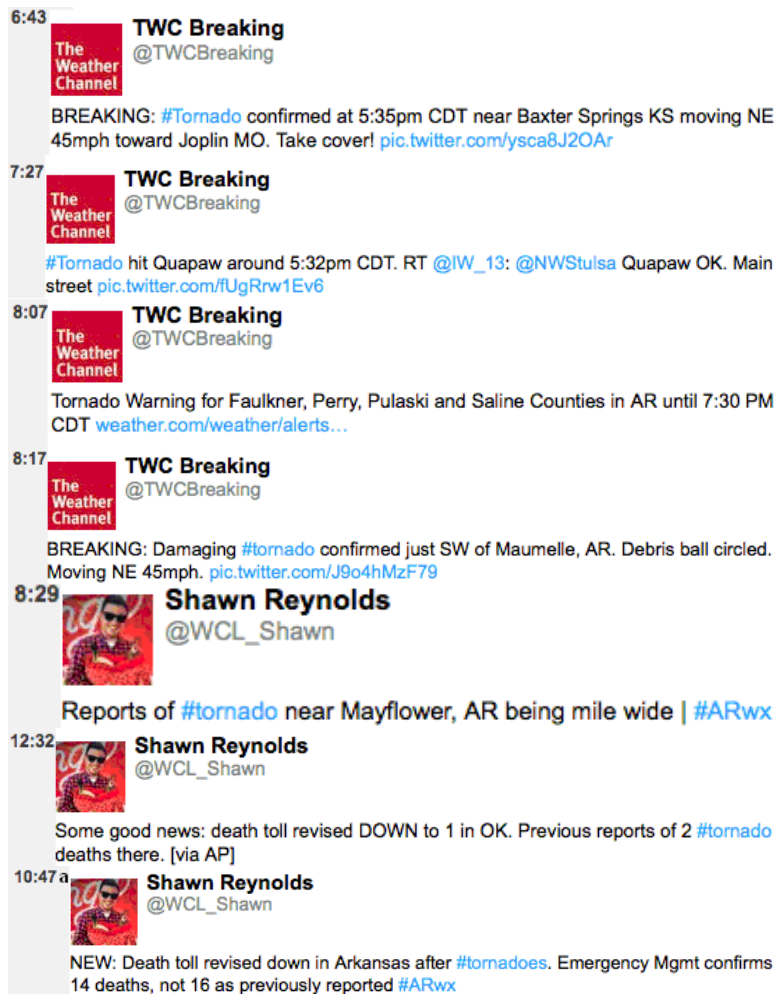 6:43
TWC Breaking
@TWCBreaking
The
Weather
Channel
BREAKING: #Tornado confirmed at 5:35pm CDT near Baxter Springs KS moving NE
45mph toward Joplin MO. Take cover! pic.twitter.com/ysca8J2OAr
7:27
TWC Breaking
@TWCBreaking
The
Weather
Channel
#Tornado hit Quapaw around 5:32pm CDT. RT @IW_13: @NWStulsa Quapaw OK. Main
street pic.twitter.com/fUgRrw1Ev6
8:07
TWC Breaking
@TWCBreaking
The
Weather
Channel
Tornado Warning for Faulkner, Perry, Pulaski and Saline Counties in AR until 7:30 PM
CDT weather.com/weather/alerts…
8:17
TWC Breaking
@TWCBreaking
The
Weather
Channel
BREAKING: Damaging #tornado confirmed just SW of Maumelle, AR. Debris ball circled.
Moving NE 45mph. pic.twitter.com/J9o4hMzF79
8:29
Shawn Reynolds
@WCL_Shawn
Reports of #tornado near Mayflower, AR being mile wide | #ARwx
12:32
Shawn Reynolds
@WCL_Shawn
Some good news: death toll revised DOWN to 1 in OK. Previous reports of 2 #tornado
deaths there. [via AP]
10:47a
Shawn Reynolds
@WCL_Shawn
NEW: Death toll revised down in Arkansas after #tornadoes. Emergency Mgmt confirms
14 deaths, not 16 as previously reported #ARwx